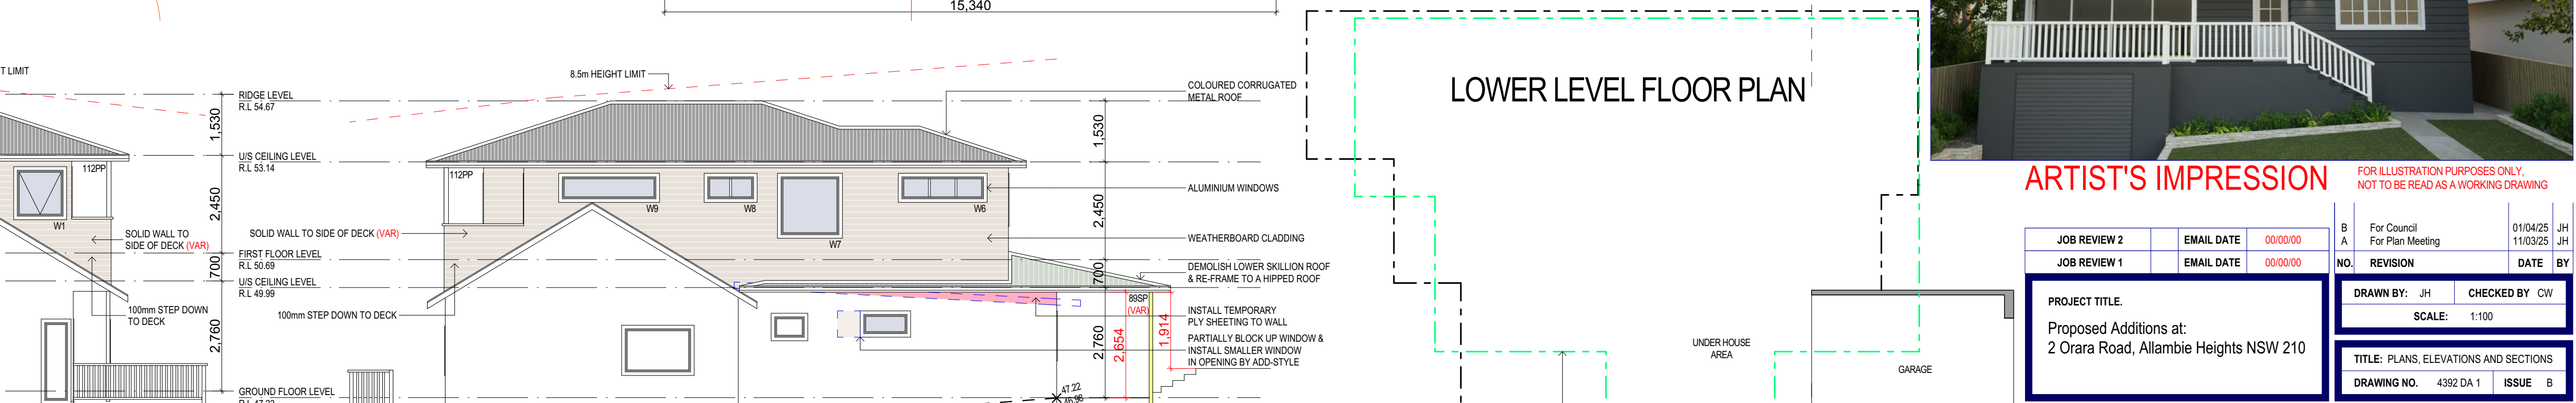 15,340
T LIMIT
8.5m HEIGHT LIMIT
RIDGE LEVEL
R.L 54.67
1,530
U/S CEILING LEVEL
R.L 53.14
112PP
2,450
W1
SOLID WALL TO
SIDE OF DECK (VAR)
FIRST FLOOR LEVEL
R.L 50.69
700
U/S CEILING LEVEL
R.L 49.99
100mm STEP DOWN
TO DECK
2,760
GROUND FLOOR LEVEL
R.L 47.23
112PP
W9
W8
W7
W6
SOLID WALL TO SIDE OF DECK (VAR)
100mm STEP DOWN TO DECK
COLOURED CORRUGATED
METAL ROOF
1,530
ALUMINIUM WINDOWS
2,450
WEATHERBOARD CLADDING
700
DEMOLISH LOWER SKILLION ROOF
& RE-FRAME TO A HIPPED ROOF
89SP
(VAR)
INSTALL TEMPORARY
PLY SHEETING TO WALL
2,760
2,654
1,914
PARTIALLY BLOCK UP WINDOW &
INSTALL SMALLER WINDOW
IN OPENING BY ADD-STYLE
47.22
46.98
LOWER LEVEL FLOOR PLAN
UNDER HOUSE
AREA
GARAGE
ARTIST'S IMPRESSION
FOR ILLUSTRATION PURPOSES ONLY,
NOT TO BE READ AS A WORKING DRAWING
JOB REVIEW 2 EMAIL DATE 00/00/00
JOB REVIEW 1 EMAIL DATE 00/00/00
B For Council 01/04/25 JH
A For Plan Meeting 11/03/25 JH
NO. REVISION DATE BY
PROJECT TITLE.
Proposed Additions at:
2 Orara Road, Allambie Heights NSW 210
DRAWN BY: JH CHECKED BY CW
SCALE: 1:100
TITLE: PLANS, ELEVATIONS AND SECTIONS
DRAWING NO. 4392 DA 1 ISSUE B